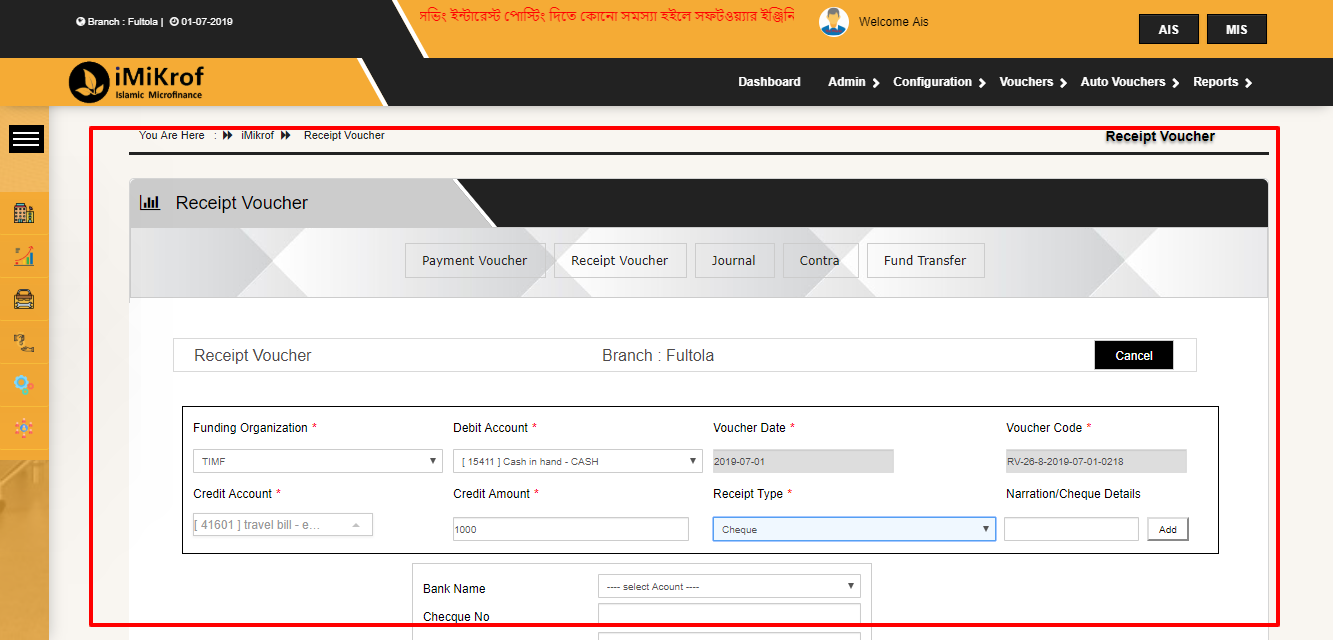 Branch : Fultola | 01-07-2019
সভিং ইন্টারেস্ট পোস্টিং দিতে কোনো সমস্যা হইলে সফটওয়্যার ইঞ্জিনি
Welcome Ais
AIS MIS
iMiKrof
Islamic Microfinance
Dashboard Admin Configuration Vouchers Auto Vouchers Reports
You Are Here : iMikrof Receipt Voucher
Receipt Voucher
Receipt Voucher
Payment Voucher Receipt Voucher Journal Contra Fund Transfer
Receipt Voucher Branch : Fultola Cancel
Funding Organization * Debit Account * Voucher Date * Voucher Code *
TIMF [ 15411 ] Cash in hand - CASH 2019-07-01 RV-26-8-2019-07-01-0218
Credit Account * Credit Amount * Receipt Type * Narration/Cheque Details
[ 41601 ] travel bill - e... 1000 Cheque Add
Bank Name ---- select Acount ----
Checque No